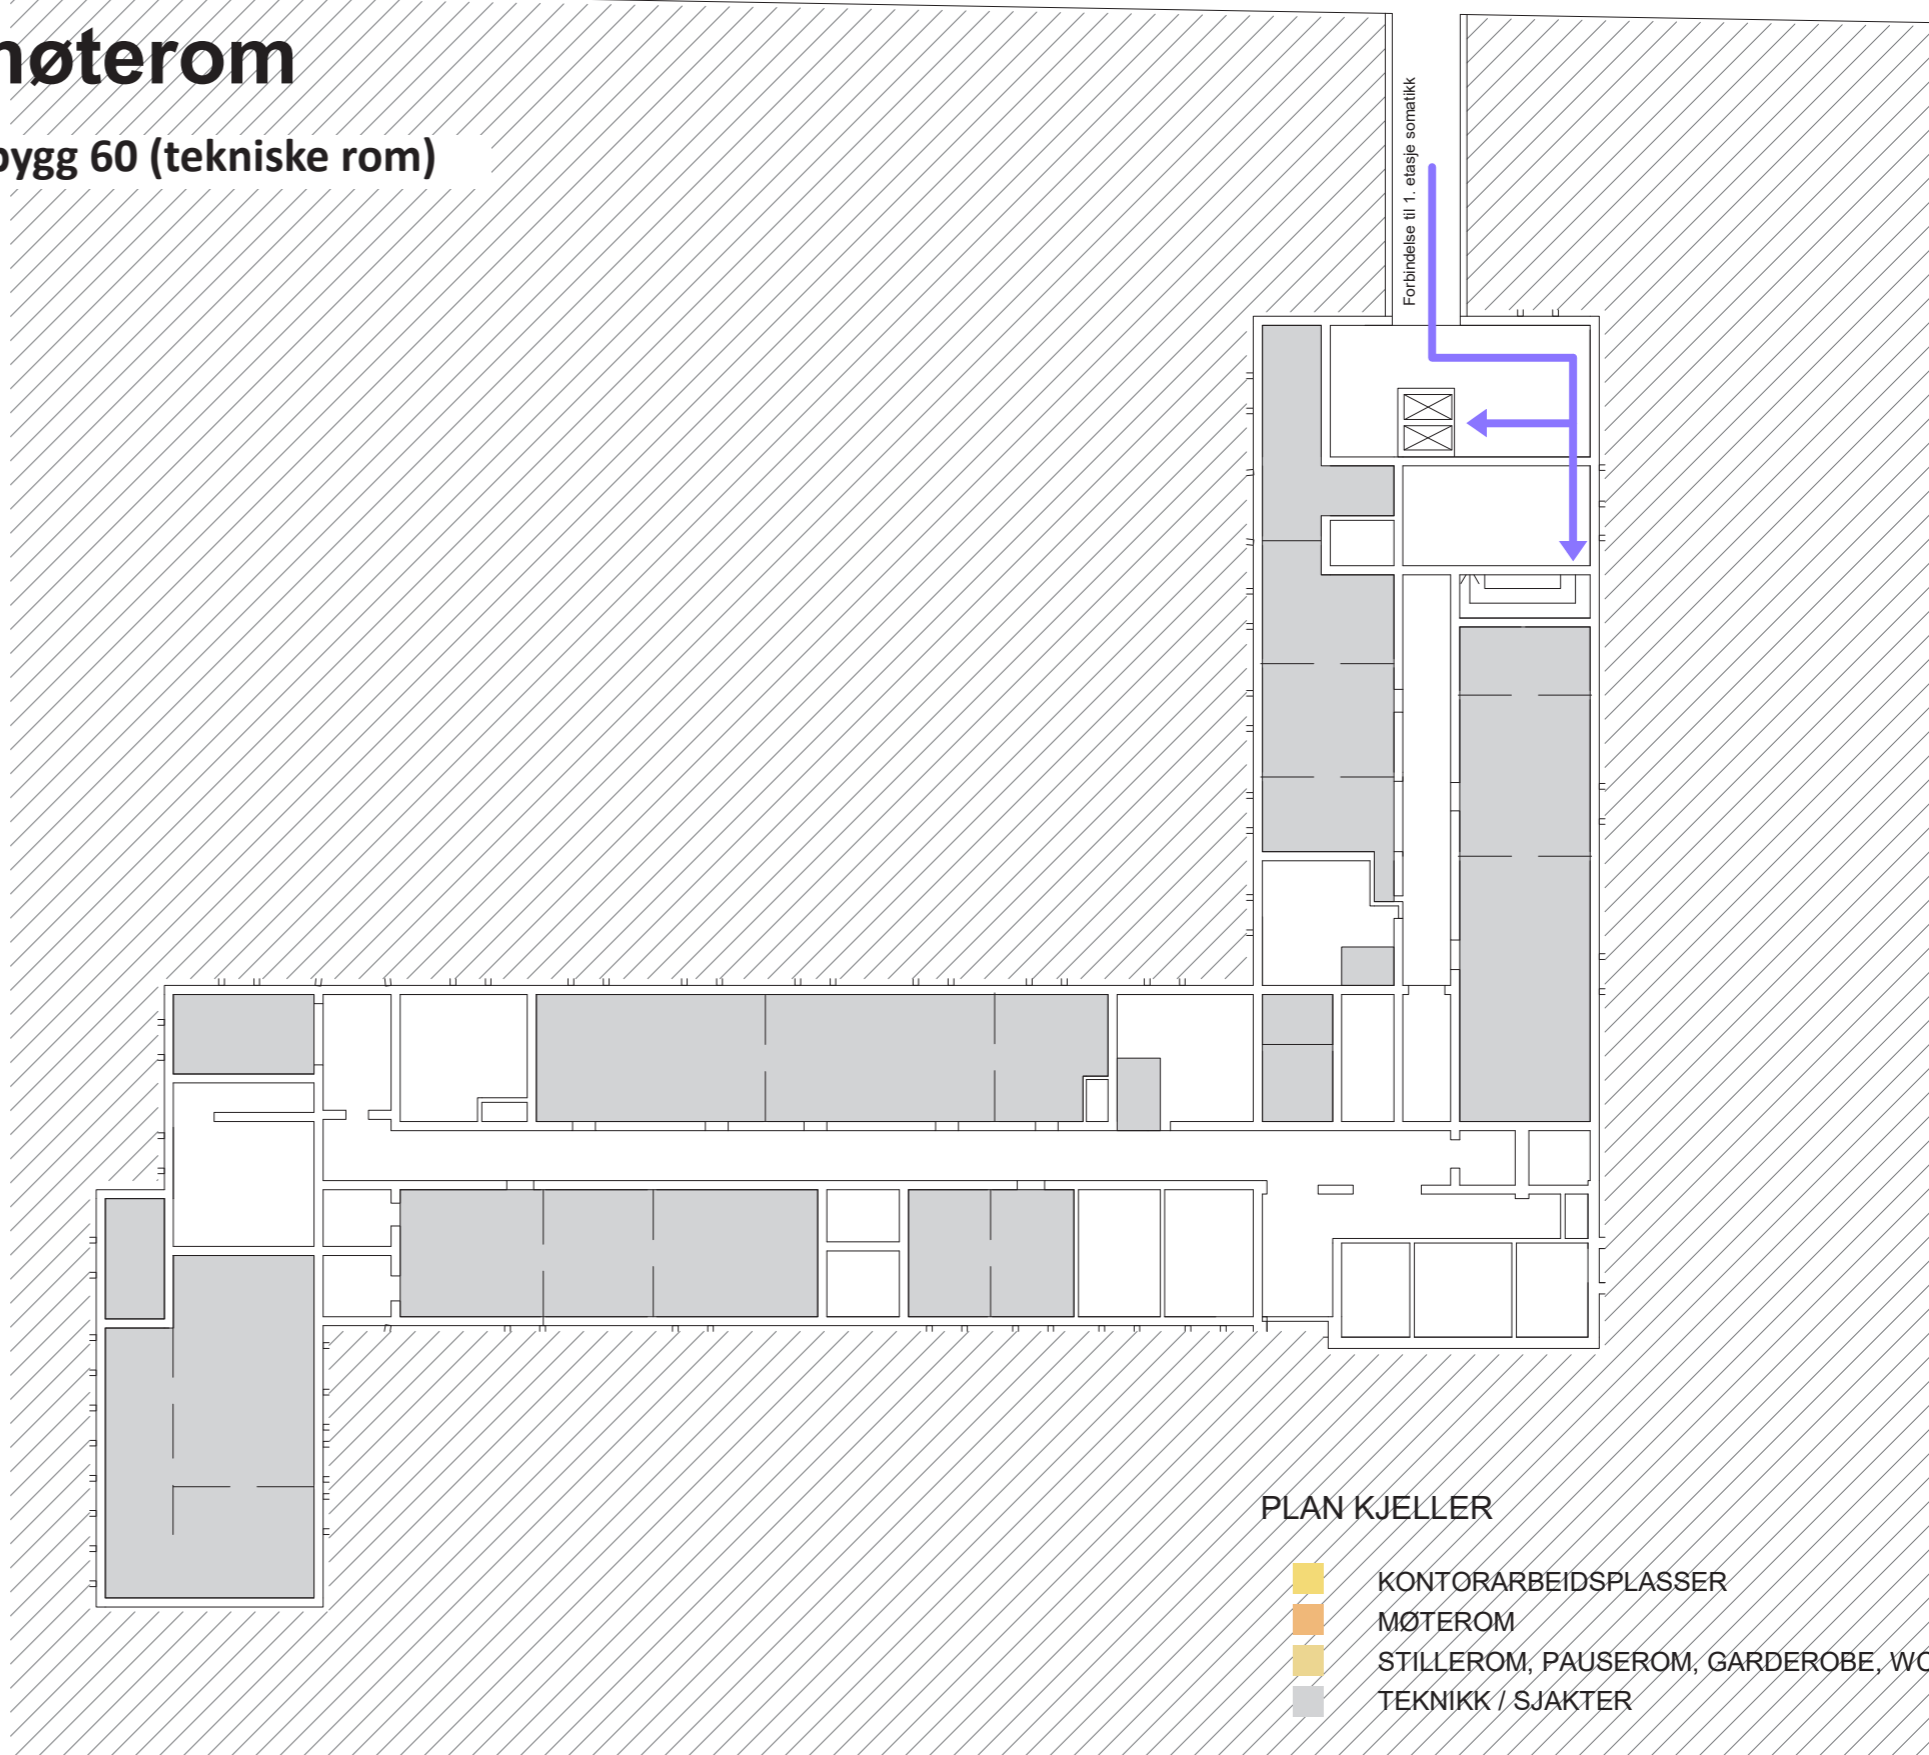 møterom
bygg 60 (tekniske rom)
Forbindelse til 1. etasje somatikk
PLAN KJELLER
KONTORARBEIDSPLASSER
MØTEROM
STILLEROM, PAUSEROM, GARDEROBE, WC
TEKNIKK / SJAKTER